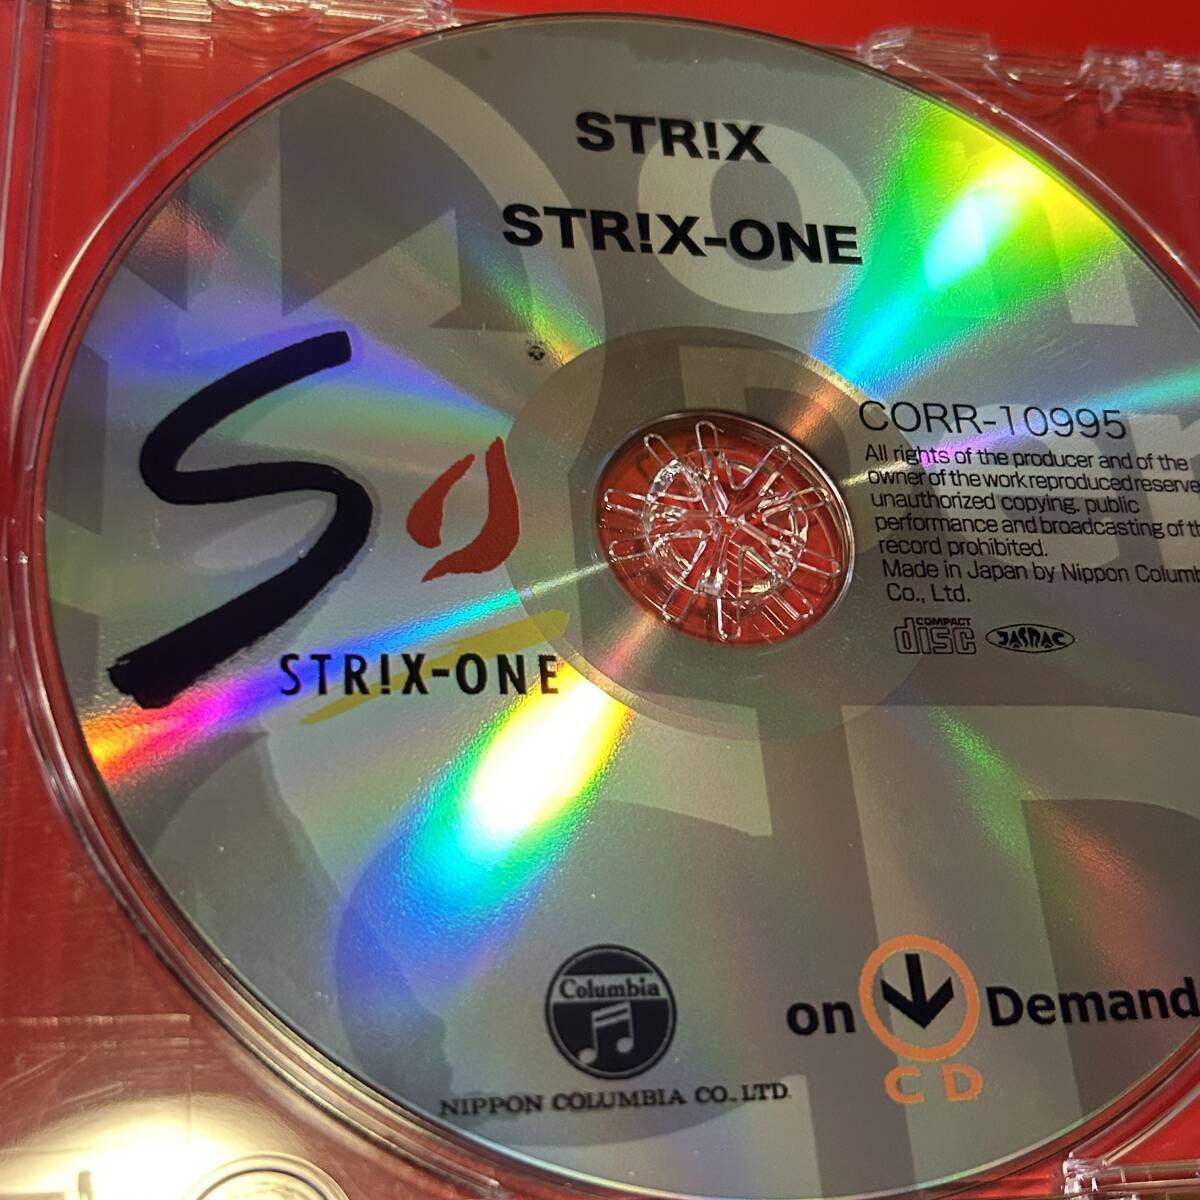 STR!X
STR!X-ONE
STR!X-ONE
CORR-10995
All rights of the producer and of the
owner of the work reproduced reserve
unauthorized copying, public
performance and broadcasting of th
record prohibited.
Made in Japan by Nippon Columb
Co., Ltd.
COMPACT
disc
JASRAC
Columbia
NIPPON COLUMBIA CO., LTD.
on Demand
CD